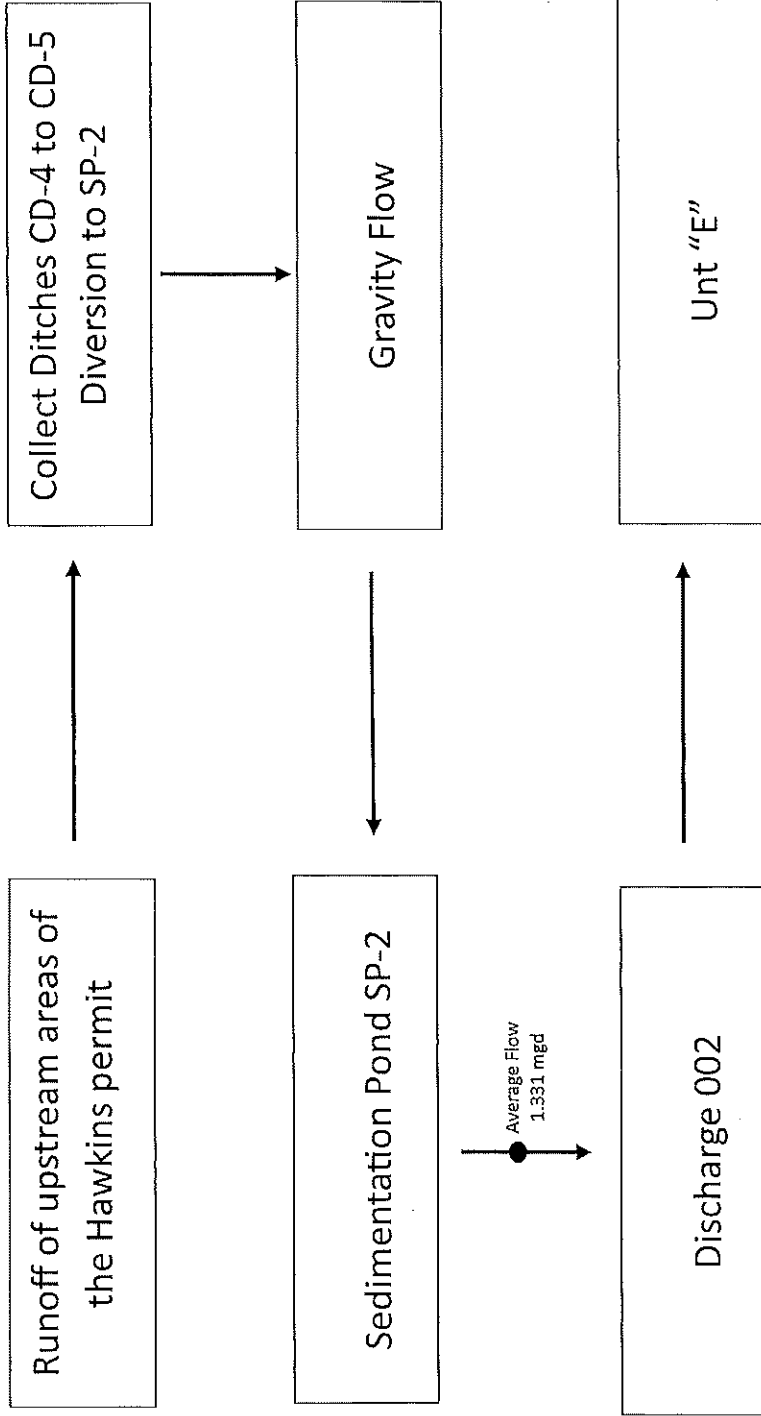 Runoff of upstream areas of
the Hawkins permit
Collect Ditches CD-4 to CD-5
Diversion to SP-2
Gravity Flow
Sedimentation Pond SP-2
Average Flow
1.331 mgd
Discharge 002
Unt “E”